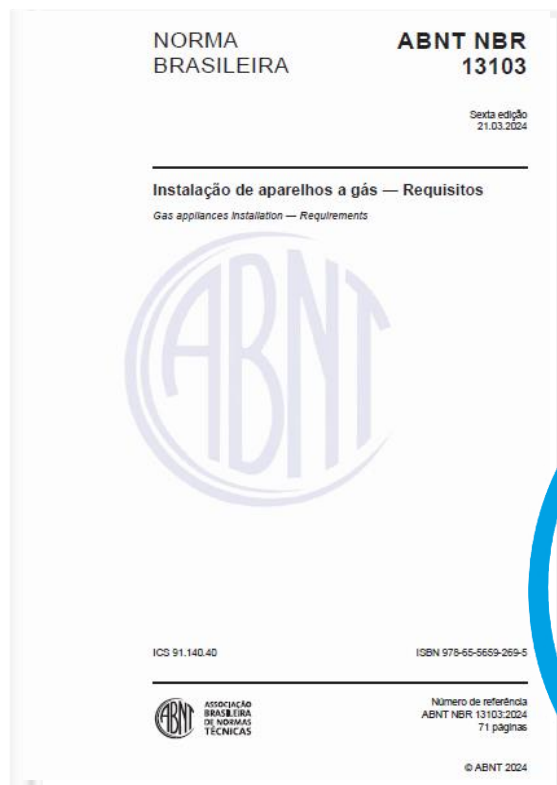 NORMA
BRASILEIRA
ABNT NBR
13103
Sexta edição
21.03.2024
Instalação de aparelhos a gás — Requisitos
Gas appliances Installation — Requirements
ABNT
ICS 91.140.40
ISBN 978-65-5659-269-5
ABNT
ASSOCIAÇÃO
BRASILEIRA
DE NORMAS
TÉCNICAS
Número de referência
ABNT NBR 13103:2024
71 páginas
© ABNT 2024